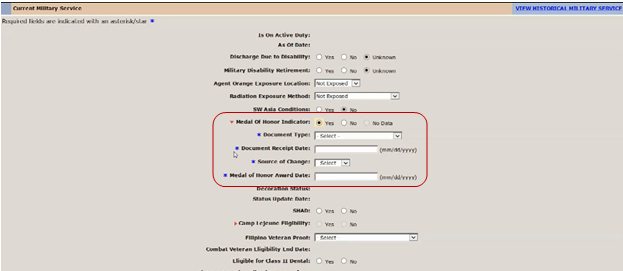 Current Military Service VIEW HISTORICAL MILITARY SERVICE
Required fields are indicated with an asterisk/star
Is On Active Duty:
As Of Date:
Discharge Due to Disability: Yes No Unknown
Military Disability Retirement: Yes No Unknown
Agent Orange Exposure Location: Not Exposed
Radiation Exposure Method: Not Exposed
SW Asia Conditions: Yes No
Medal Of Honor Indicator: Yes No No Data
Document Type: - Select -
Document Receipt Date: (mm/dd/yyyy)
Source of Change: Select
Medal of Honor Award Date: (mm/dd/yyyy)
Decoration Status:
Status Update Date:
SHAD: Yes No
Camp Lejeune Eligibility: Yes No
Filipino Veteran Proof: Select
Combat Veteran Eligibility End Date:
Eligible for Class II Dental: Yes No